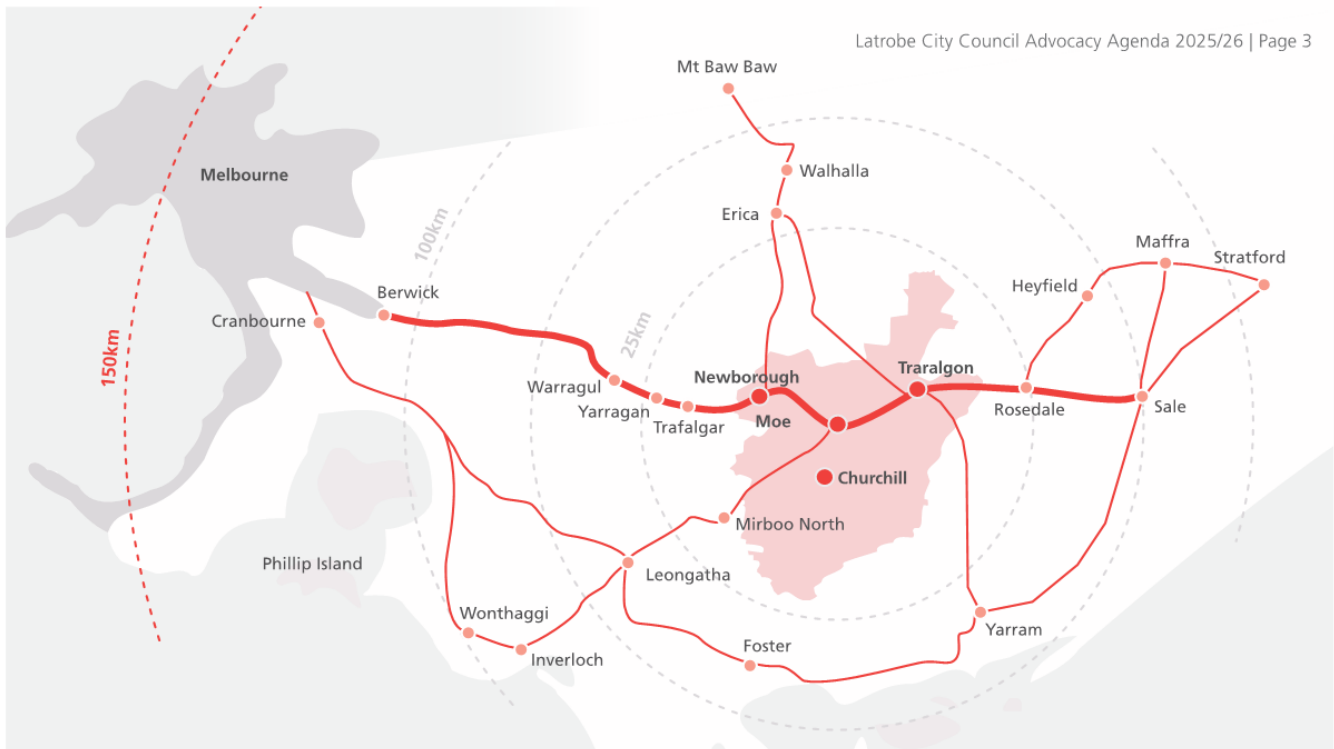 Latrobe City Council Advocacy Agenda 2025/26 | Page 3
Mt Baw Baw
Melbourne
Walhalla
Erica
100km
Maffra
Stratford
Heyfield
Berwick
Cranbourne
25km
150km
Traralgon
Newborough
Warragul
Yarragan
Trafalgar
Moe
Rosedale
Sale
Churchill
Mirboo North
Phillip Island
Leongatha
Wonthaggi
Yarram
Foster
Inverloch